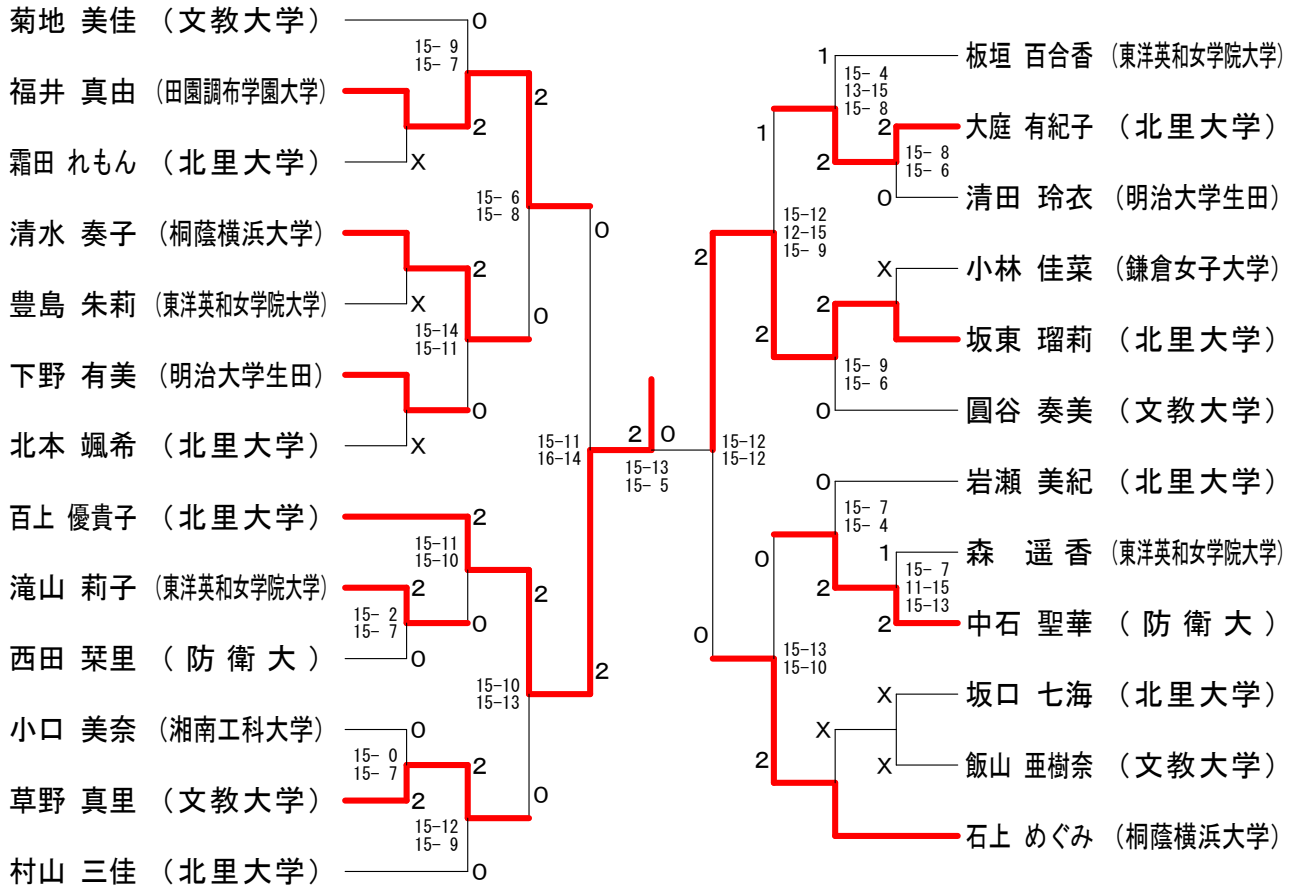 菊地 美佳 (文教大学)
0
15- 9
15- 7
福井 真由 (田園調布学園大学)
2
2
霜田 れもん (北里大学)
X
15- 6
15- 8
0
清水 奏子 (桐蔭横浜大学)
2
豊島 朱莉 (東洋英和女学院大学)
X
0
15-14
15-11
下野 有美 (明治大学生田)
0
北本 颯希 (北里大学)
X
15-11
16-14
2
0
15-13
15- 5
百上 優貴子 (北里大学)
2
15-11
15-10
滝山 莉子 (東洋英和女学院大学)
2
2
15- 2
15- 7
0
西田 栞里 (防衛大)
0
2
15-10
15-13
小口 美奈 (湘南工科大学)
0
15- 0
15- 7
2
草野 真里 (文教大学)
2
0
15-12
15- 9
村山 三佳 (北里大学)
0
1
板垣 百合香 (東洋英和女学院大学)
15- 4
13-15
15- 8
1
2
大庭 有紀子 (北里大学)
2
15- 8
15- 6
0
清田 玲衣 (明治大学生田)
15-12
12-15
15- 9
2
X
小林 佳菜 (鎌倉女子大学)
2
2
坂東 瑠莉 (北里大学)
15- 9
15- 6
0
圓谷 奏美 (文教大学)
15-12
15-12
0
岩瀬 美紀 (北里大学)
15- 7
15- 4
0
1
森 遥香 (東洋英和女学院大学)
2
15- 7
11-15
15-13
2
中石 聖華 (防衛大)
0
15-13
15-10
X
坂口 七海 (北里大学)
X
2
X
飯山 亜樹奈 (文教大学)
石上 めぐみ (桐蔭横浜大学)